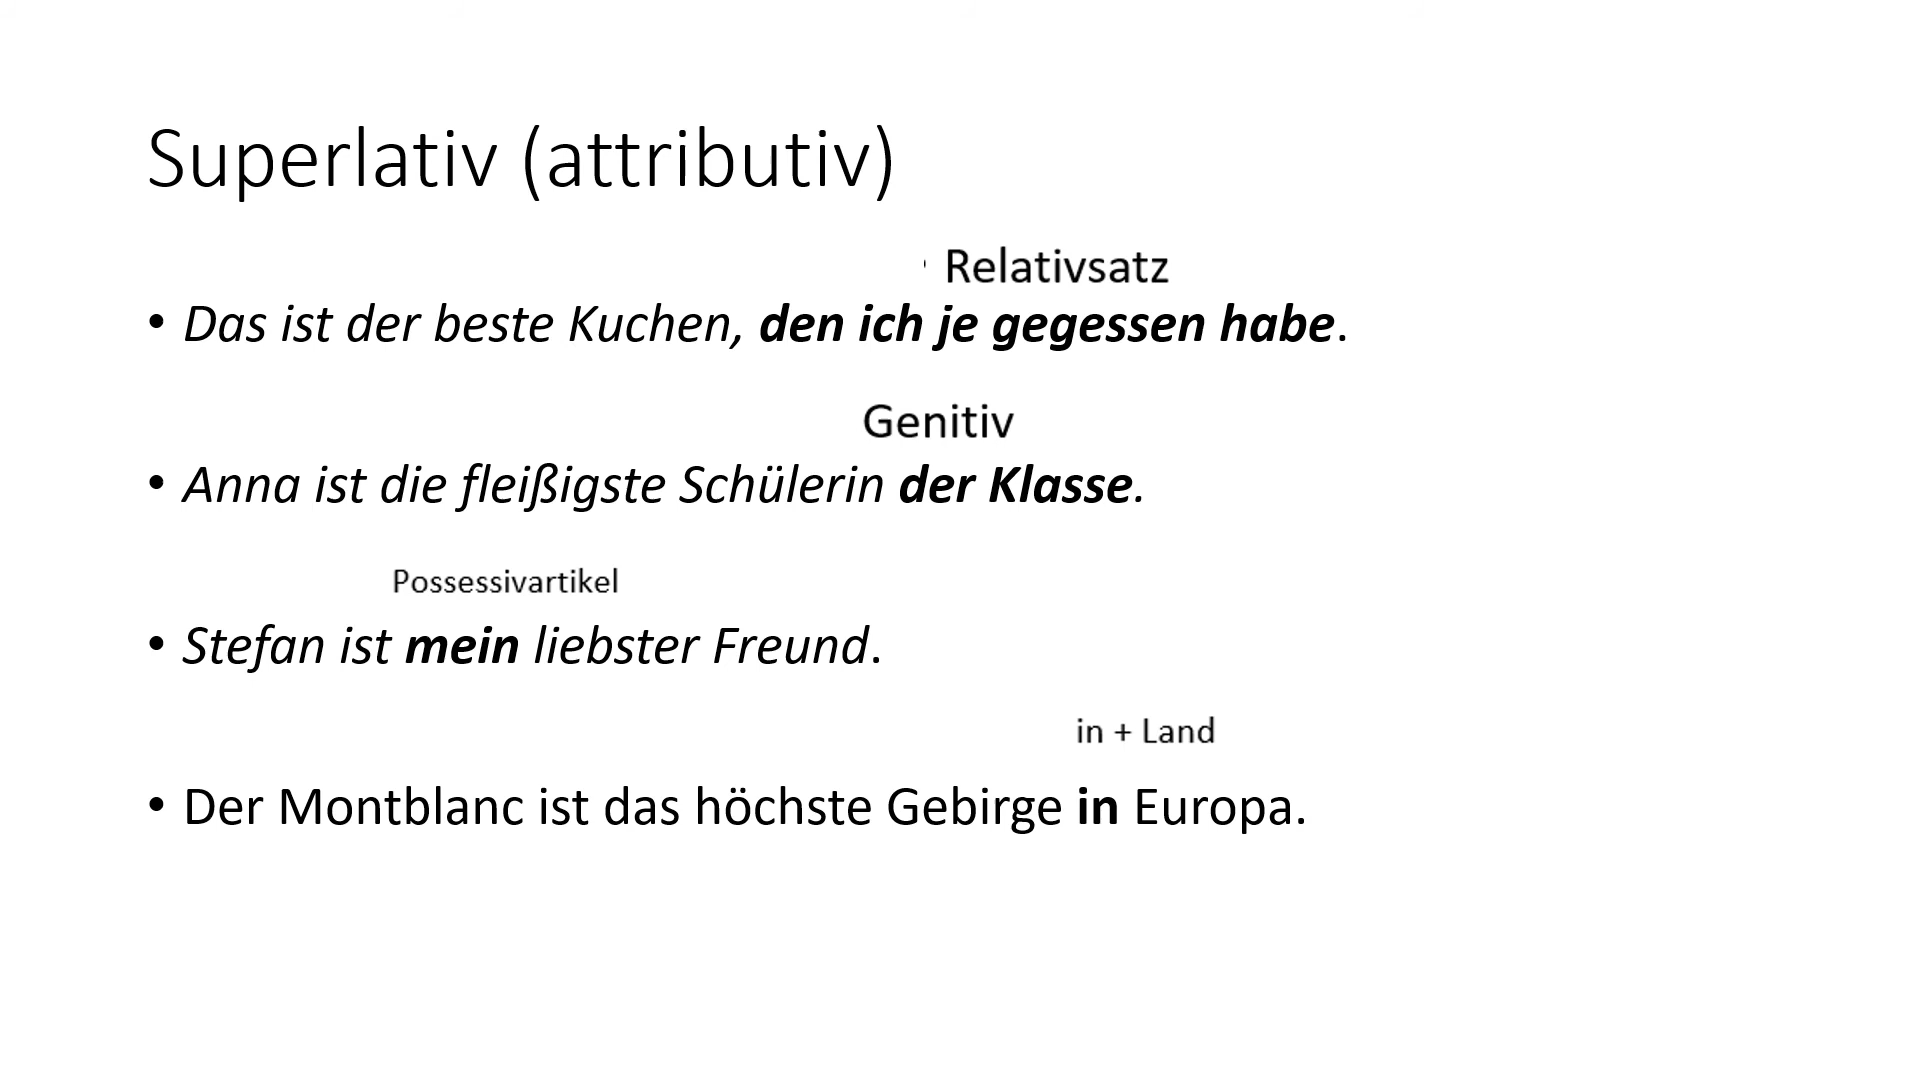 Superlativ (attributiv)
Relativsatz
• Das ist der beste Kuchen, den ich je gegessen habe.
Genitiv
• Anna ist die fleißigste Schülerin der Klasse.
Possessivartikel
• Stefan ist mein liebster Freund.
in + Land
• Der Montblanc ist das höchste Gebirge in Europa.